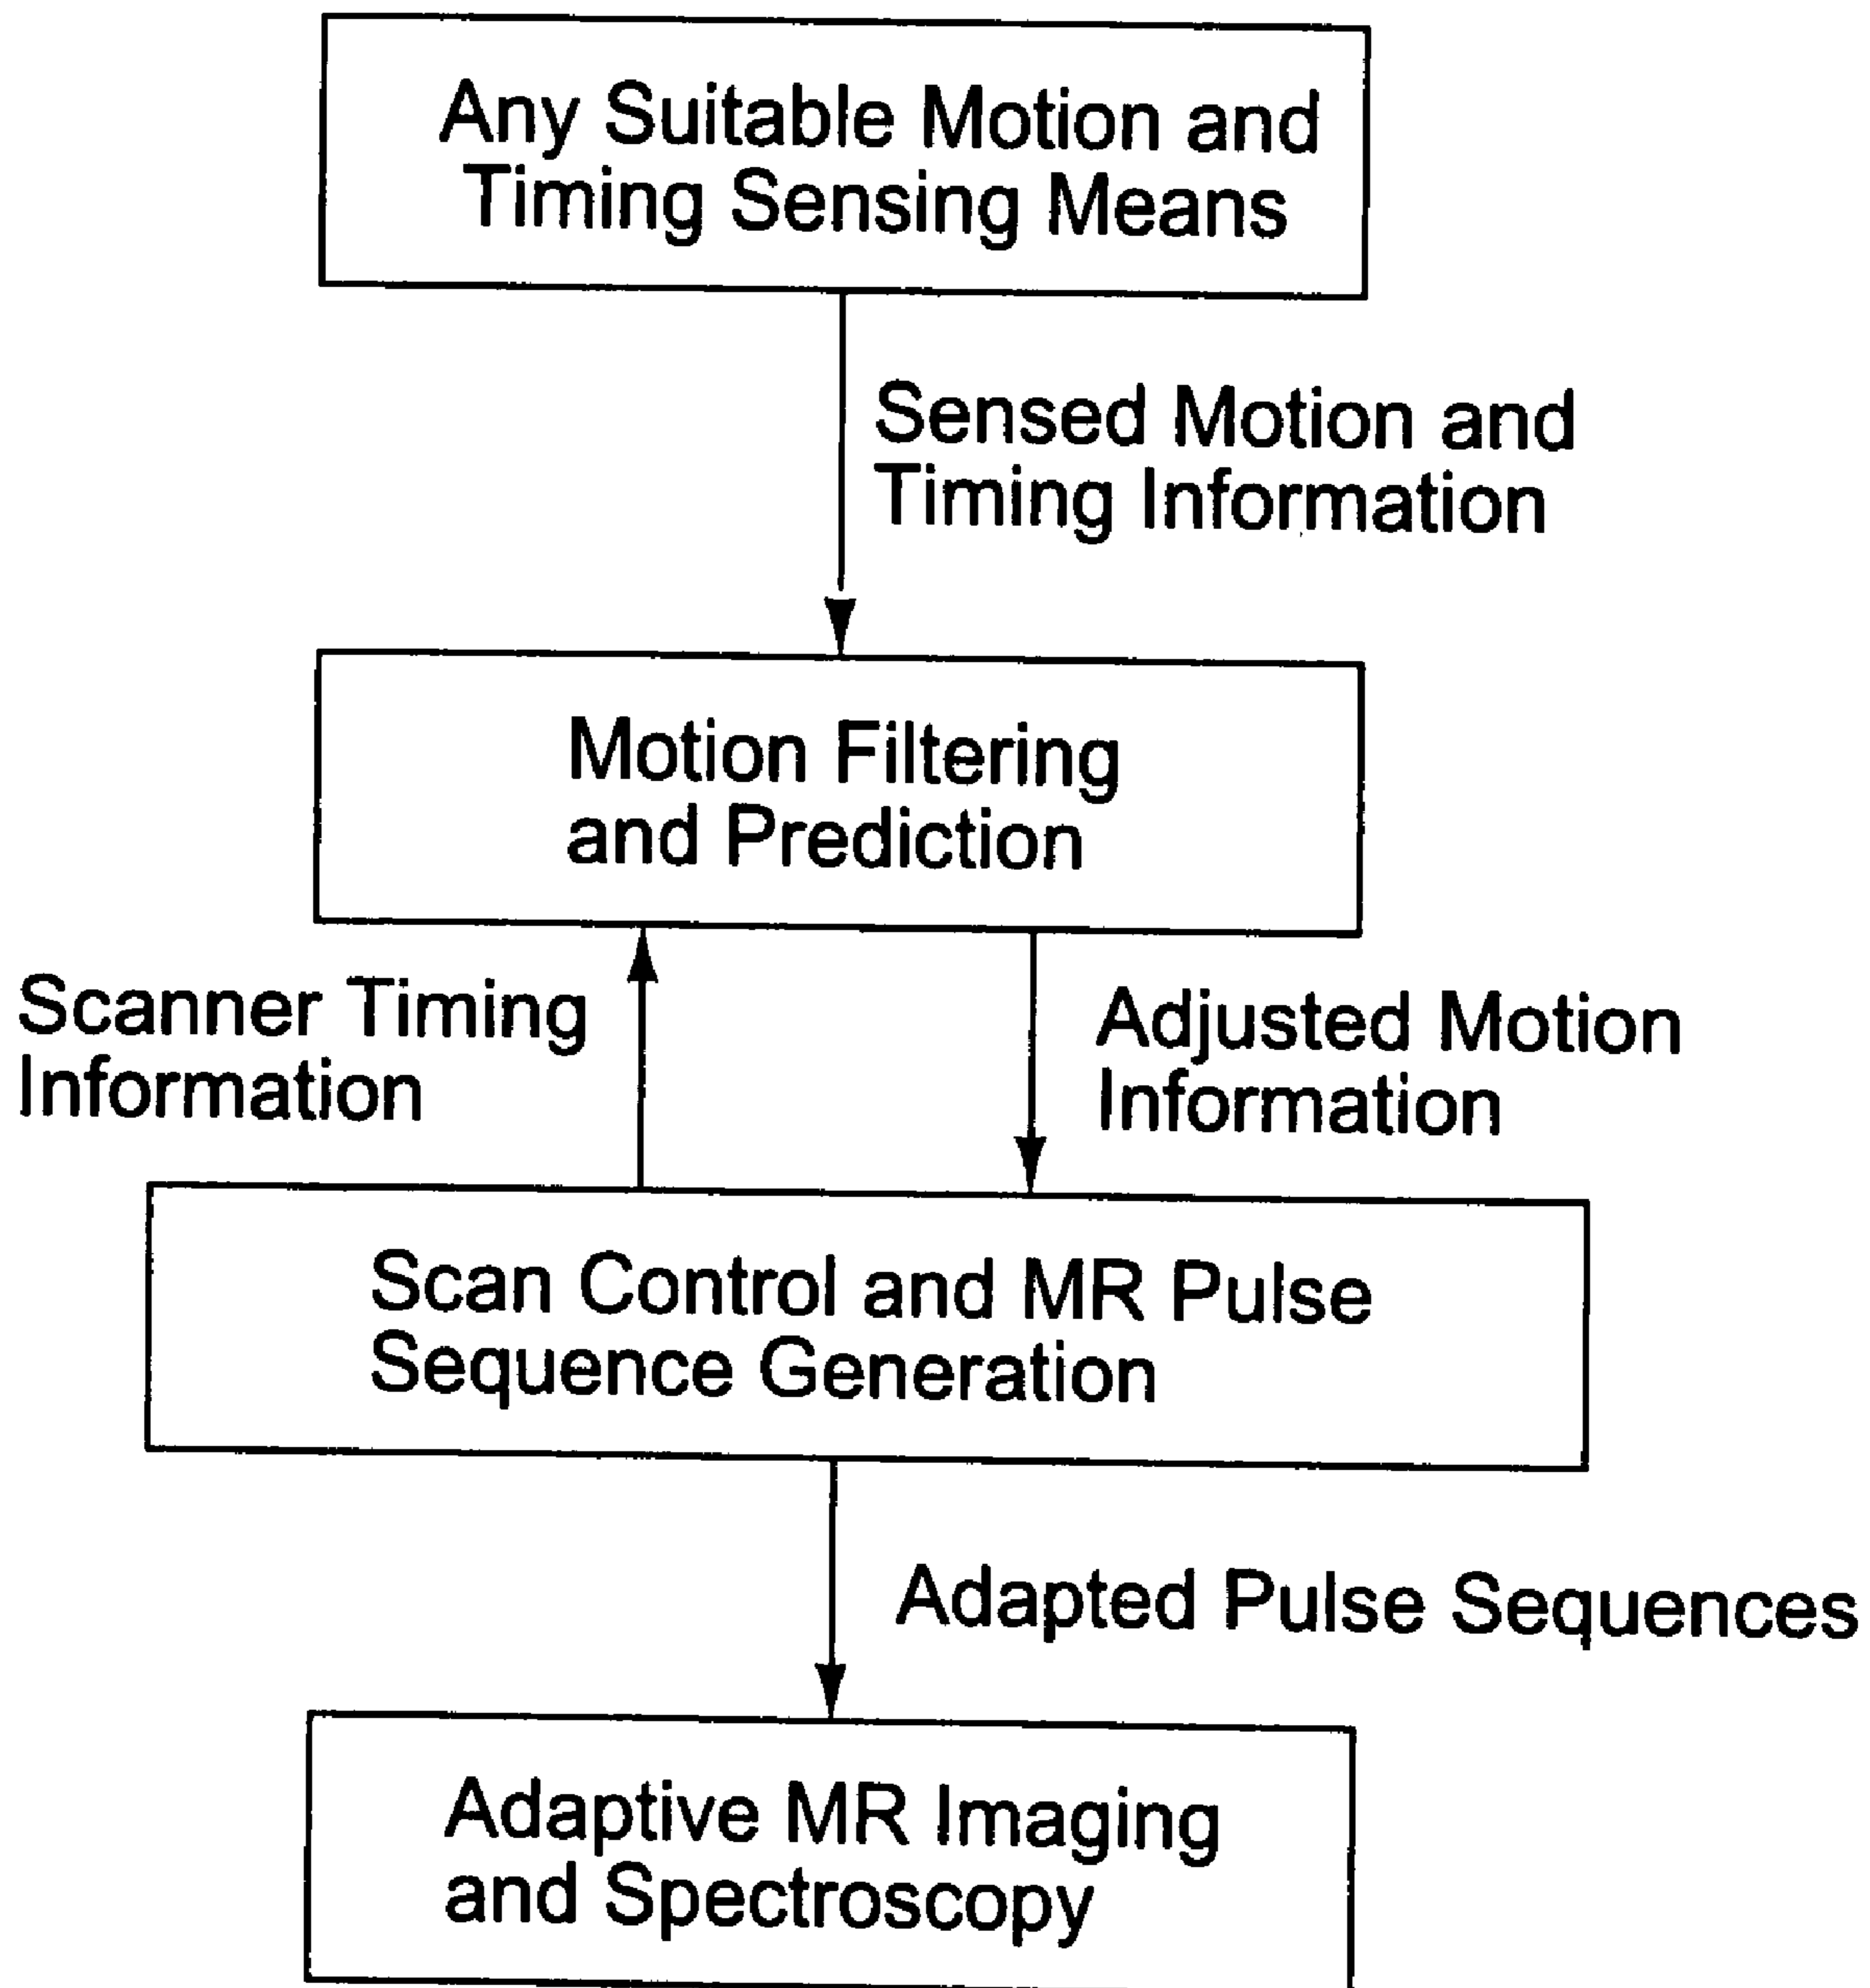 Any Suitable Motion and
Timing Sensing Means
Sensed Motion and
Timing Information
Motion Filtering
and Prediction
Scanner Timing
Information
Adjusted Motion
Information
Scan Control and MR Pulse
Sequence Generation
Adapted Pulse Sequences
Adaptive MR Imaging
and Spectroscopy